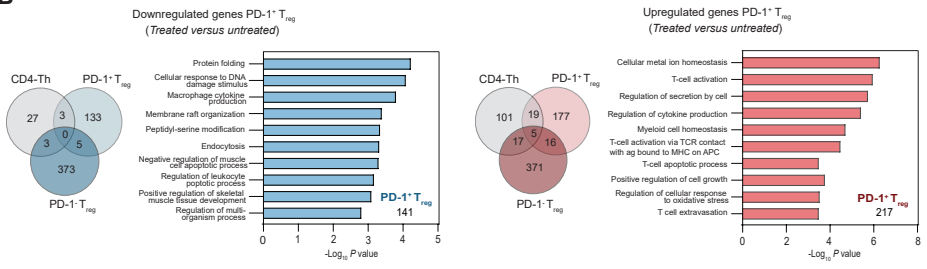 Downregulated genes PD-1+ Treg
(Treated versus untreated)
CD4-Th
PD-1+ Treg
27
3
133
0
3
5
373
PD-1- Treg
Protein folding
Cellular response to DNA
damage stimulus
Macrophage cytokine
production
Membrane raft organization
Peptidyl-serine modification
Endocytosis
Negative regulation of muscle
cell apoptotic process
Regulation of leukocyte
poptotic process
Positive regulation of skeletal
muscle tissue development
Regulation of multi-
organism process
PD-1+ Treg
141
0 1 2 3 4 5
-Log10 P value
Upregulated genes PD-1+ Treg
(Treated versus untreated)
CD4-Th
PD-1+ Treg
101
19
177
5
17
16
371
PD-1- Treg
Cellular metal ion homeostasis
T-cell activation
Regulation of secretion by cell
Regulation of cytokine production
Myeloid cell homeostasis
T-cell activation via TCR contact
with ag bound to MHC on APC
T-cell apoptotic process
Positive regulation of cell growth
Regulation of cellular response
to oxidative stress
T cell extravasation
PD-1+ Treg
217
0 2 4 6 8
-Log10 P value